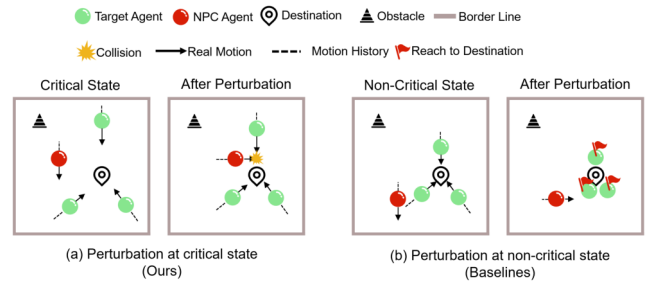 Target Agent NPC Agent Destination Obstacle Border Line
Collision Real Motion Motion History Reach to Destination
Critical State After Perturbation Non-Critical State After Perturbation
(a) Perturbation at critical state (b) Perturbation at non-critical state
(Ours) (Baselines)